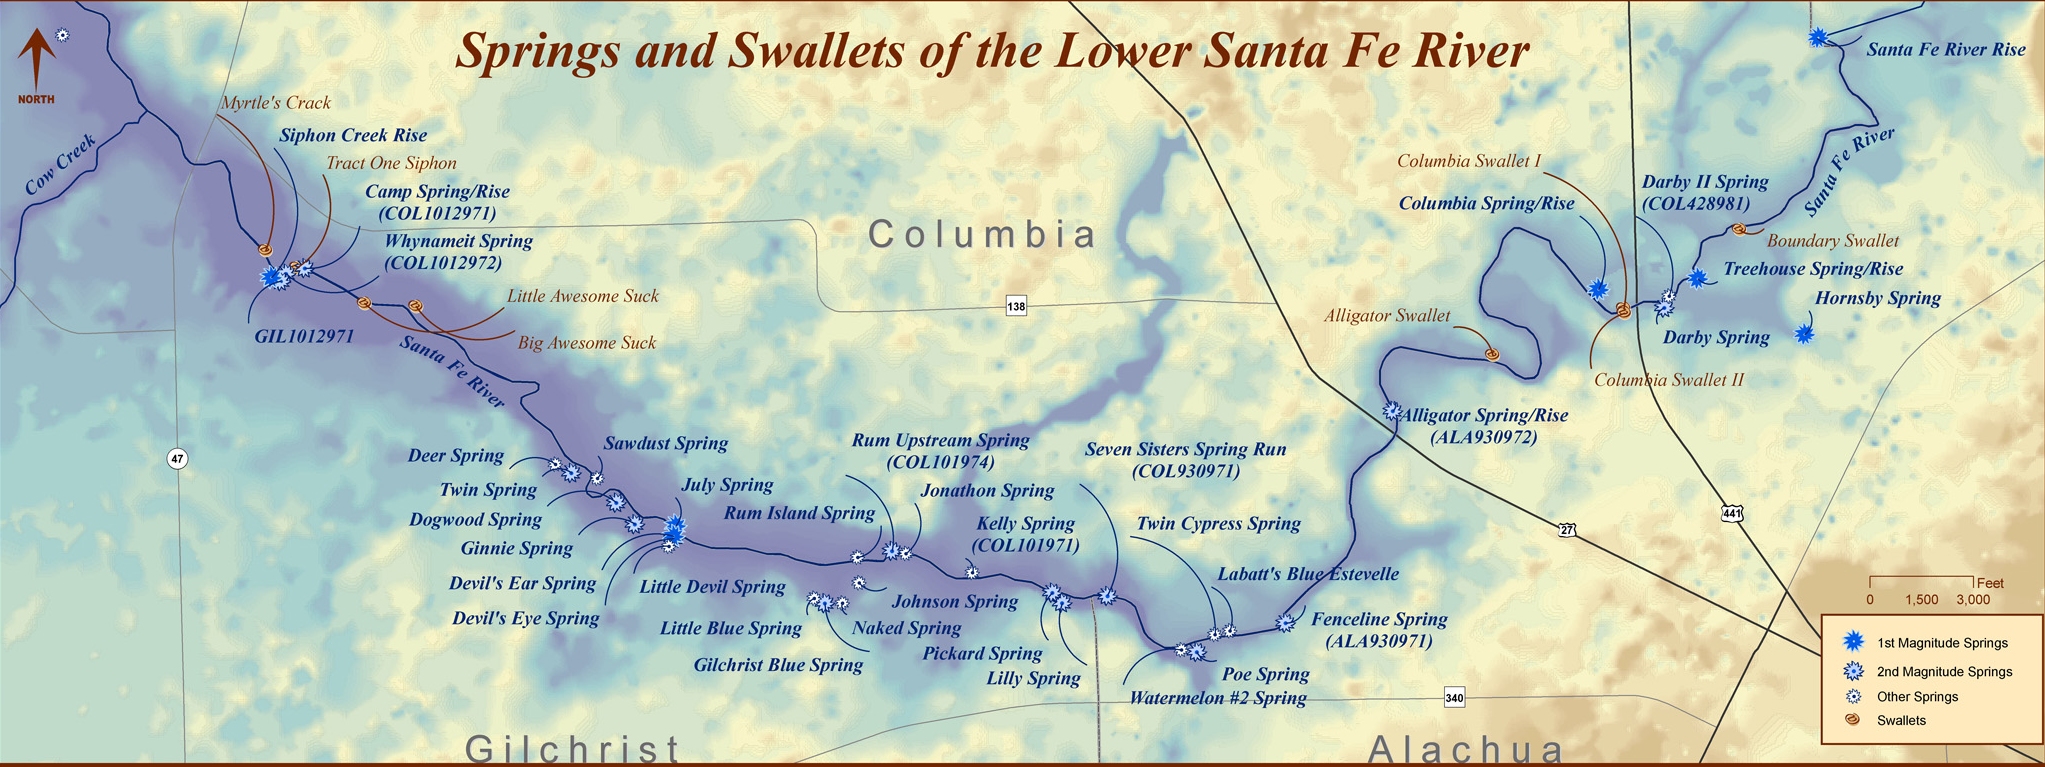 Springs and Swallets of the Lower Santa Fe River
NORTH
Santa Fe River Rise
Myrtle's Crack
Siphon Creek Rise
Tract One Siphon
Cow Creek
Camp Spring/Rise
(COL1012971)
Whynameit Spring
(COL1012972)
Little Awesome Suck
Big Awesome Suck
GIL1012971
Santa Fe River
Columbia
138
47
Columbia Swallet I
Columbia Spring/Rise
Darby II Spring
(COL428981)
Santa Fe River
Boundary Swallet
Treehouse Spring/Rise
Hornsby Spring
Darby Spring
Alligator Swallet
Columbia Swallet II
Alligator Spring/Rise
(ALA930972)
441
27
Deer Spring
Sawdust Spring
Twin Spring
July Spring
Dogwood Spring
Ginnie Spring
Devil's Ear Spring
Devil's Eye Spring
Little Devil Spring
Rum Upstream Spring
(COL101974)
Rum Island Spring
Jonathon Spring
Kelly Spring
(COL101971)
Seven Sisters Spring Run
(COL930971)
Twin Cypress Spring
Labatt's Blue Estevelle
Johnson Spring
Little Blue Spring
Naked Spring
Gilchrist Blue Spring
Pickard Spring
Lilly Spring
Fenceline Spring
(ALA930971)
Poe Spring
Watermelon #2 Spring
340
Gilchrist
Alachua
Feet
0 1,500 3,000
1st Magnitude Springs
2nd Magnitude Springs
Other Springs
Swallets